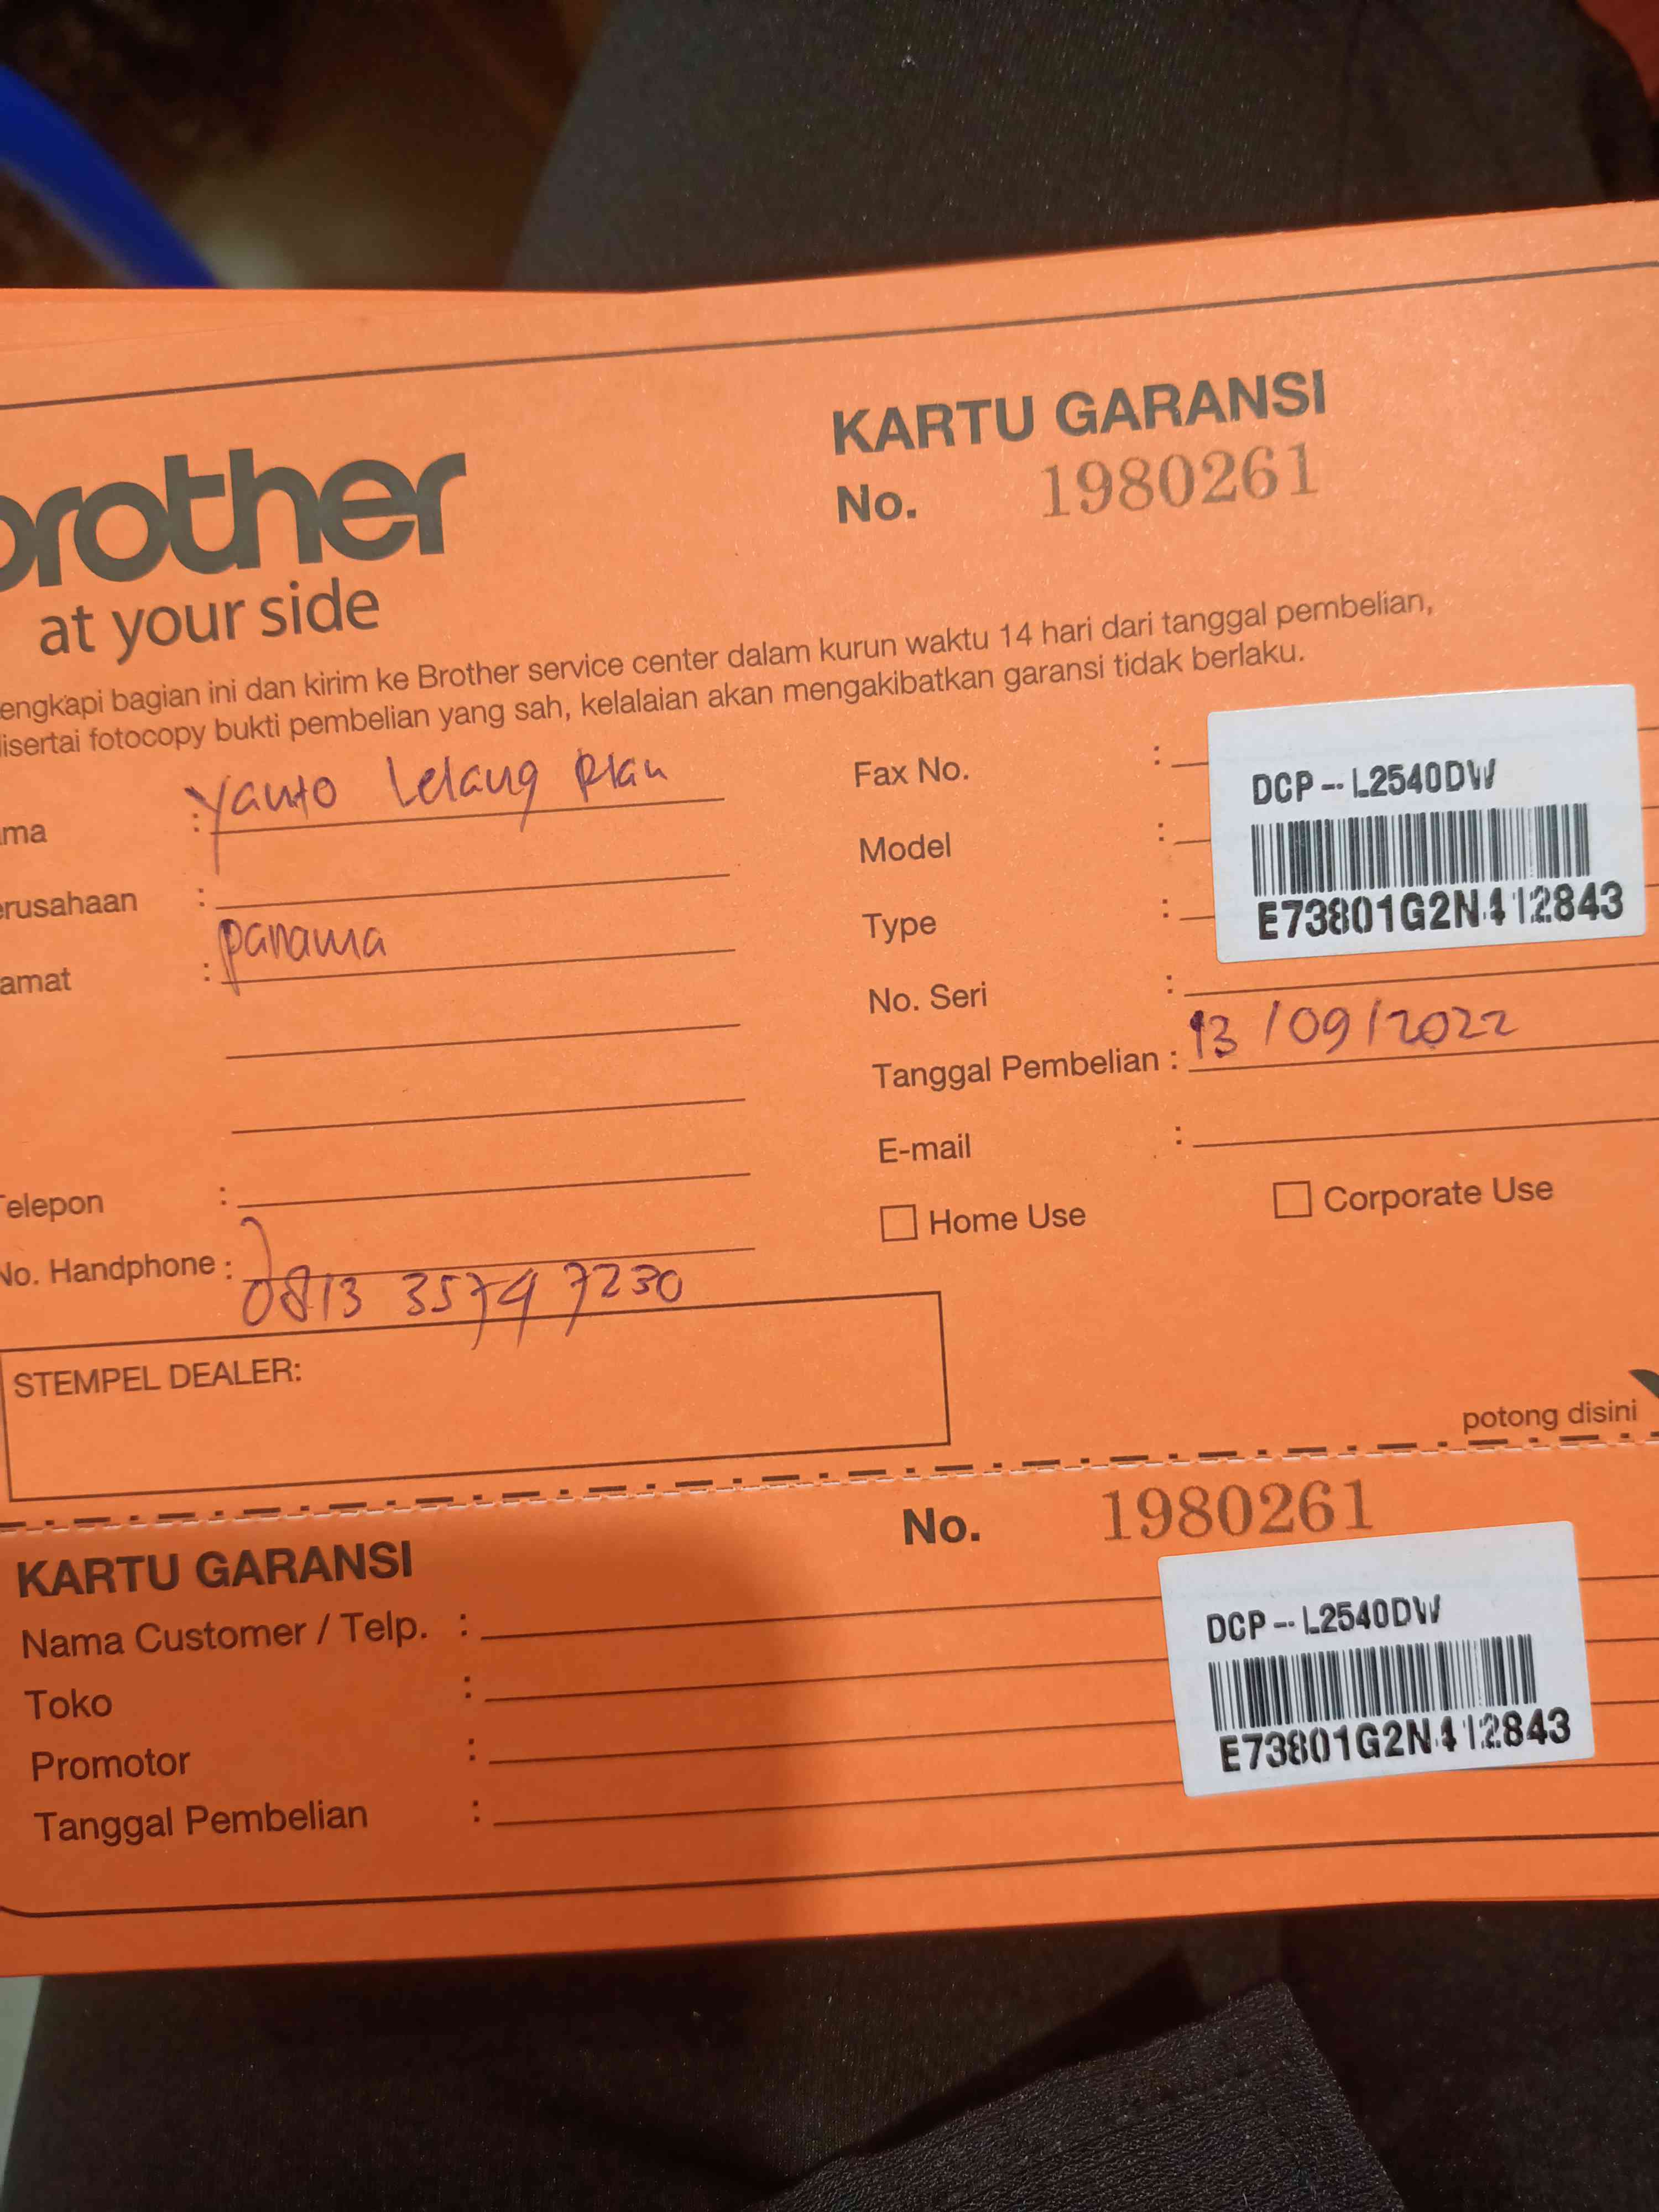 brother
at your side
KARTU GARANSI
No. 1980261
engkapi bagian ini dan kirim ke Brother service center dalam kurun waktu 14 hari dari tanggal pembelian,
disertai fotocopy bukti pembelian yang sah, kelalaian akan mengakibatkan garansi tidak berlaku.
ma : Yanto Lelang
erusahaan :
amat : panama
Telepon :
No. Handphone : 0813 3574 7230
Fax No. :
Model :
Type :
No. Seri :
DCP-L2540DW
E73801G2N412843
Tanggal Pembelian : 13/09/2022
E-mail :
Home Use
Corporate Use
STEMPEL DEALER:
potong disini
KARTU GARANSI
No. 1980261
Nama Customer / Telp. :
Toko :
Promotor :
Tanggal Pembelian :
DCP-L2540DW
E73801G2N412843